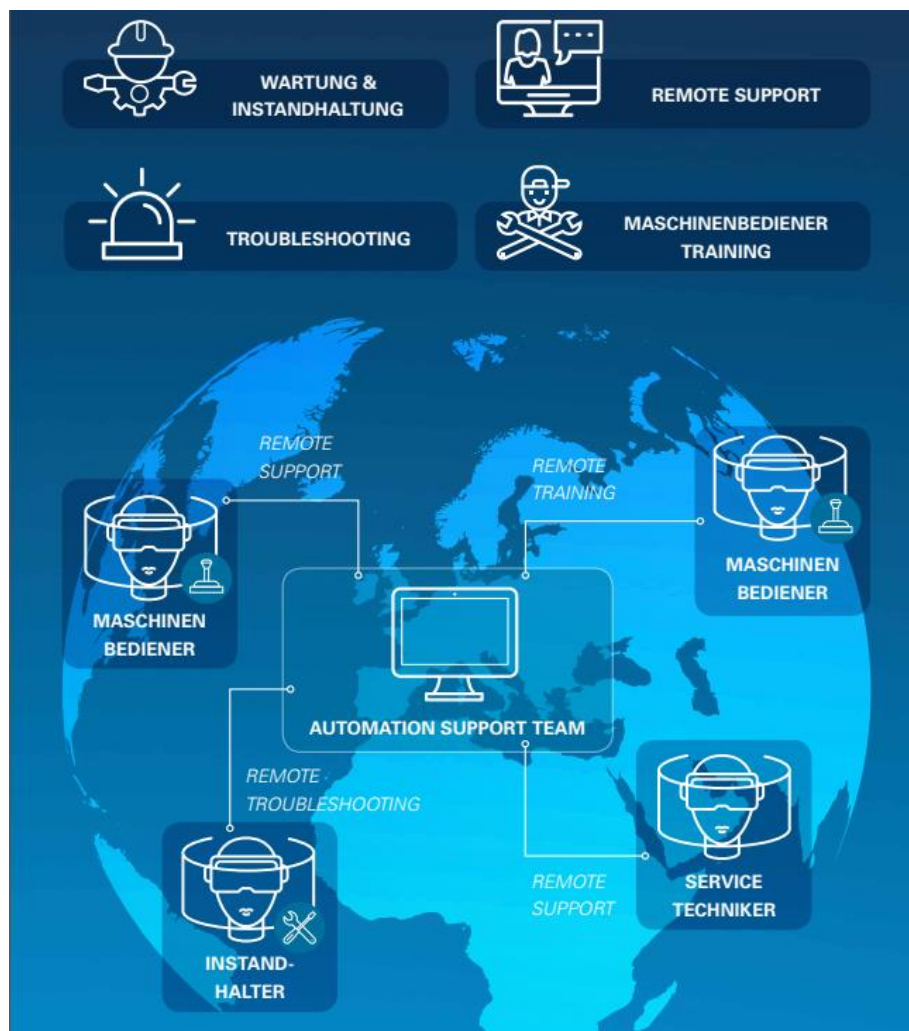 WARTUNG &
INSTANDHALTUNG
REMOTE SUPPORT
TROUBLESHOOTING
MASCHINENBEDIENER
TRAINING
REMOTE
SUPPORT
REMOTE
TRAINING
MASCHINEN
BEDIENER
MASCHINEN
BEDIENER
AUTOMATION SUPPORT TEAM
REMOTE
TROUBLESHOOTING
REMOTE
SUPPORT
SERVICE
TECHNIKER
INSTAND-
HALTER